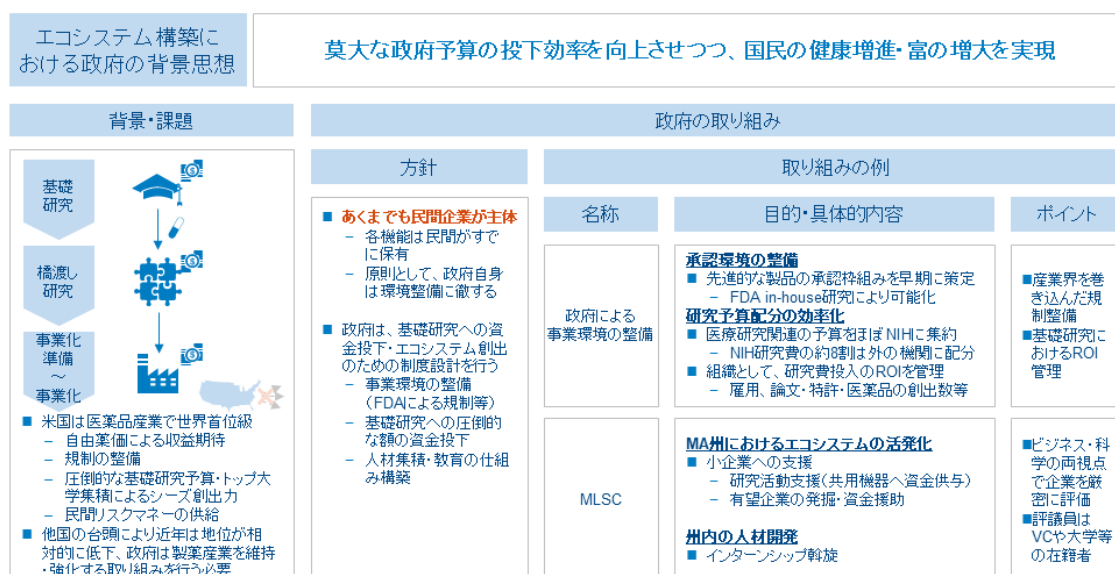 エコシステム構築に
おける政府の背景思想
莫大な政府予算の投下効率を向上させつつ、国民の健康増進・富の増大を実現
背景・課題
政府の取り組み
基礎
研究
橋渡し
研究
事業化
準備
～
事業化
■ 米国は医薬品産業で世界首位級
－ 自由薬価による収益期待
－ 規制の整備
－ 圧倒的な基礎研究予算・トップ大
学集積によるシーズ創出力
－ 民間リスクマネーの供給
■ 他国の台頭により近年は地位が相
対的に低下、政府は製薬産業を維持
・強化する取り組みを行う必要
方針
■ あくまでも民間企業が主体
－ 各機能は民間がすで
に保有
－ 原則として、政府自身
は環境整備に徹する
■ 政府は、基礎研究への資
金投下・エコシステム創出
のための制度設計を行う
－ 事業環境の整備
（FDAによる規制等）
－ 基礎研究への圧倒的
な額の資金投下
－ 人材集積・教育の仕組
み構築
取り組みの例
名称
目的・具体的内容
ポイント
政府による
事業環境の整備
承認環境の整備
■ 先進的な製品の承認枠組みを早期に策定
－ FDA in-house研究により可能化
研究予算配分の効率化
■ 医療研究関連の予算をほぼNIHに集約
－ NIH研究費の約8割は外の機関に配分
■ 組織として、研究費投入のROIを管理
－ 雇用、論文・特許・医薬品の創出数等
■産業界を巻
き込んだ規
制整備
■基礎研究に
おけるROI
管理
MLSC
MA州におけるエコシステムの活発化
■ 小企業への支援
－ 研究活動支援（共用機器へ資金供与）
－ 有望企業の発掘・資金援助
州内の人材開発
■ インターンシップ斡旋
■ビジネス・科
学の両視点
で企業を厳
密に評価
■評議員は
VCや大学等
の在籍者